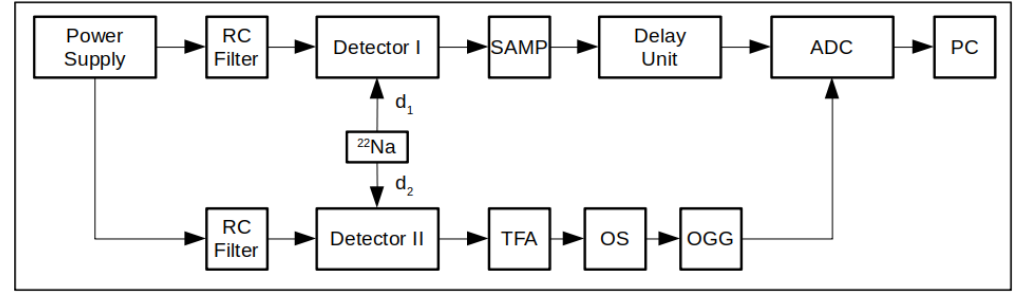 Power
Supply
RC
Filter
Detector I
SAMP
Delay
Unit
ADC
PC
d₁
²²Na
d₂
RC
Filter
Detector II
TFA
OS
OGG